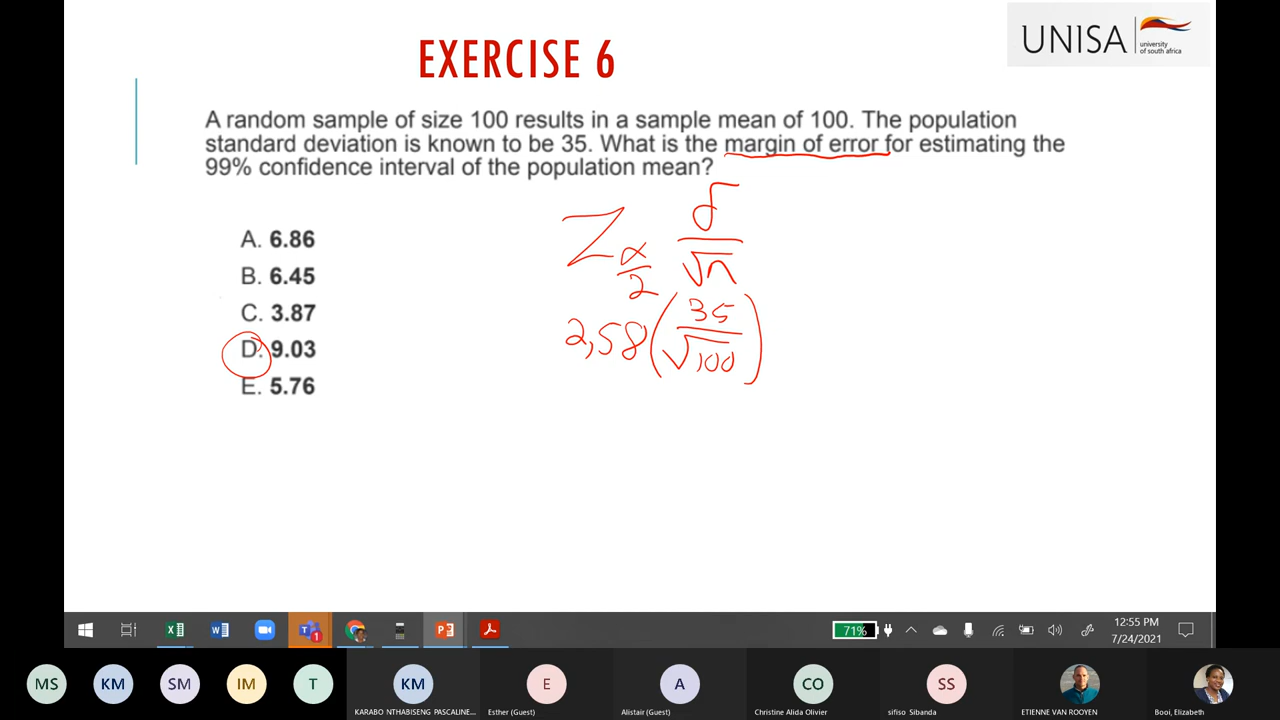 EXERCISE 6
UNISA
university
of south africa
A random sample of size 100 results in a sample mean of 100. The population
standard deviation is known to be 35. What is the margin of error for estimating the
99% confidence interval of the population mean?
A. 6.86
B. 6.45
C. 3.87
D. 9.03
E. 5.76
Z α/2 δ/√n
2,58 (35/√100)
71%
12:55 PM
7/24/2021
1
MS
KM
SM
IM
T
KM
E
A
CO
SS
KARABO NTHABISENG PASCALINE...
Esther (Guest)
Alistair (Guest)
Christine Alida Olivier
sifiso Sibanda
ETIENNE VAN ROOYEN
Booi, Elizabeth